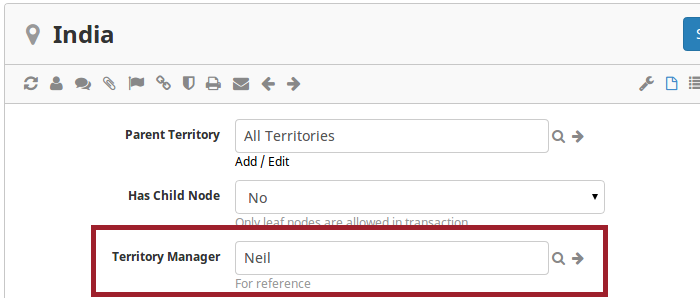 India
S
Parent Territory All Territories
Add / Edit
Has Child Node No
Only leaf nodes are allowed in transaction
Territory Manager Neil
For reference